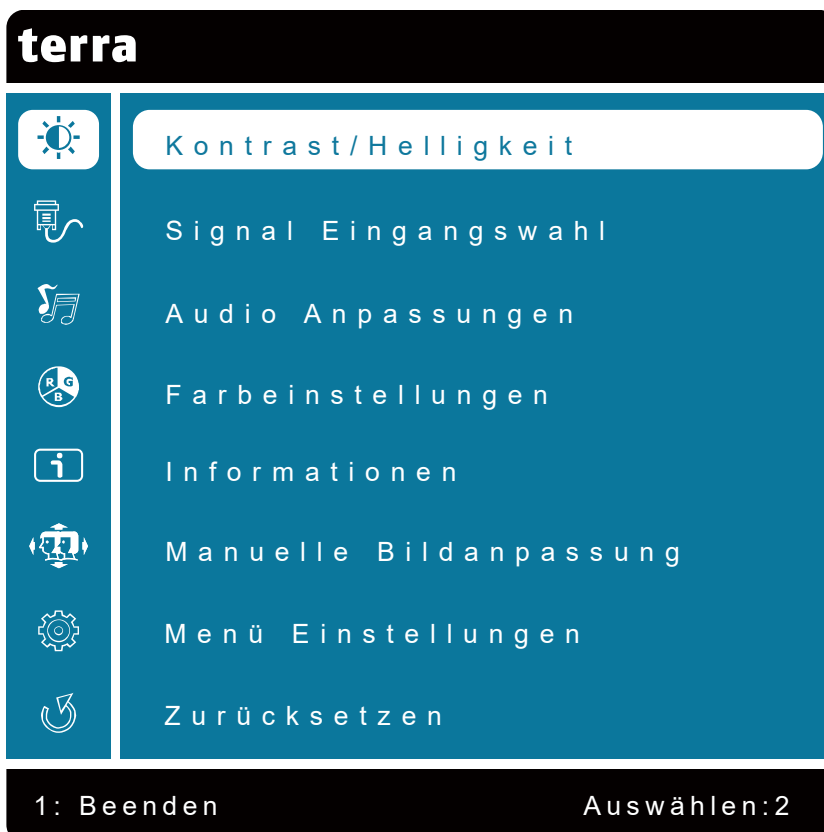 terra
Kontrast/Helligkeit
Signal Eingangswahl
Audio Anpassungen
R G
B
Farbeinstellungen
i
Informationen
Manuelle Bildanpassung
Menü Einstellungen
Zurücksetzen
1: Beenden Auswählen:2